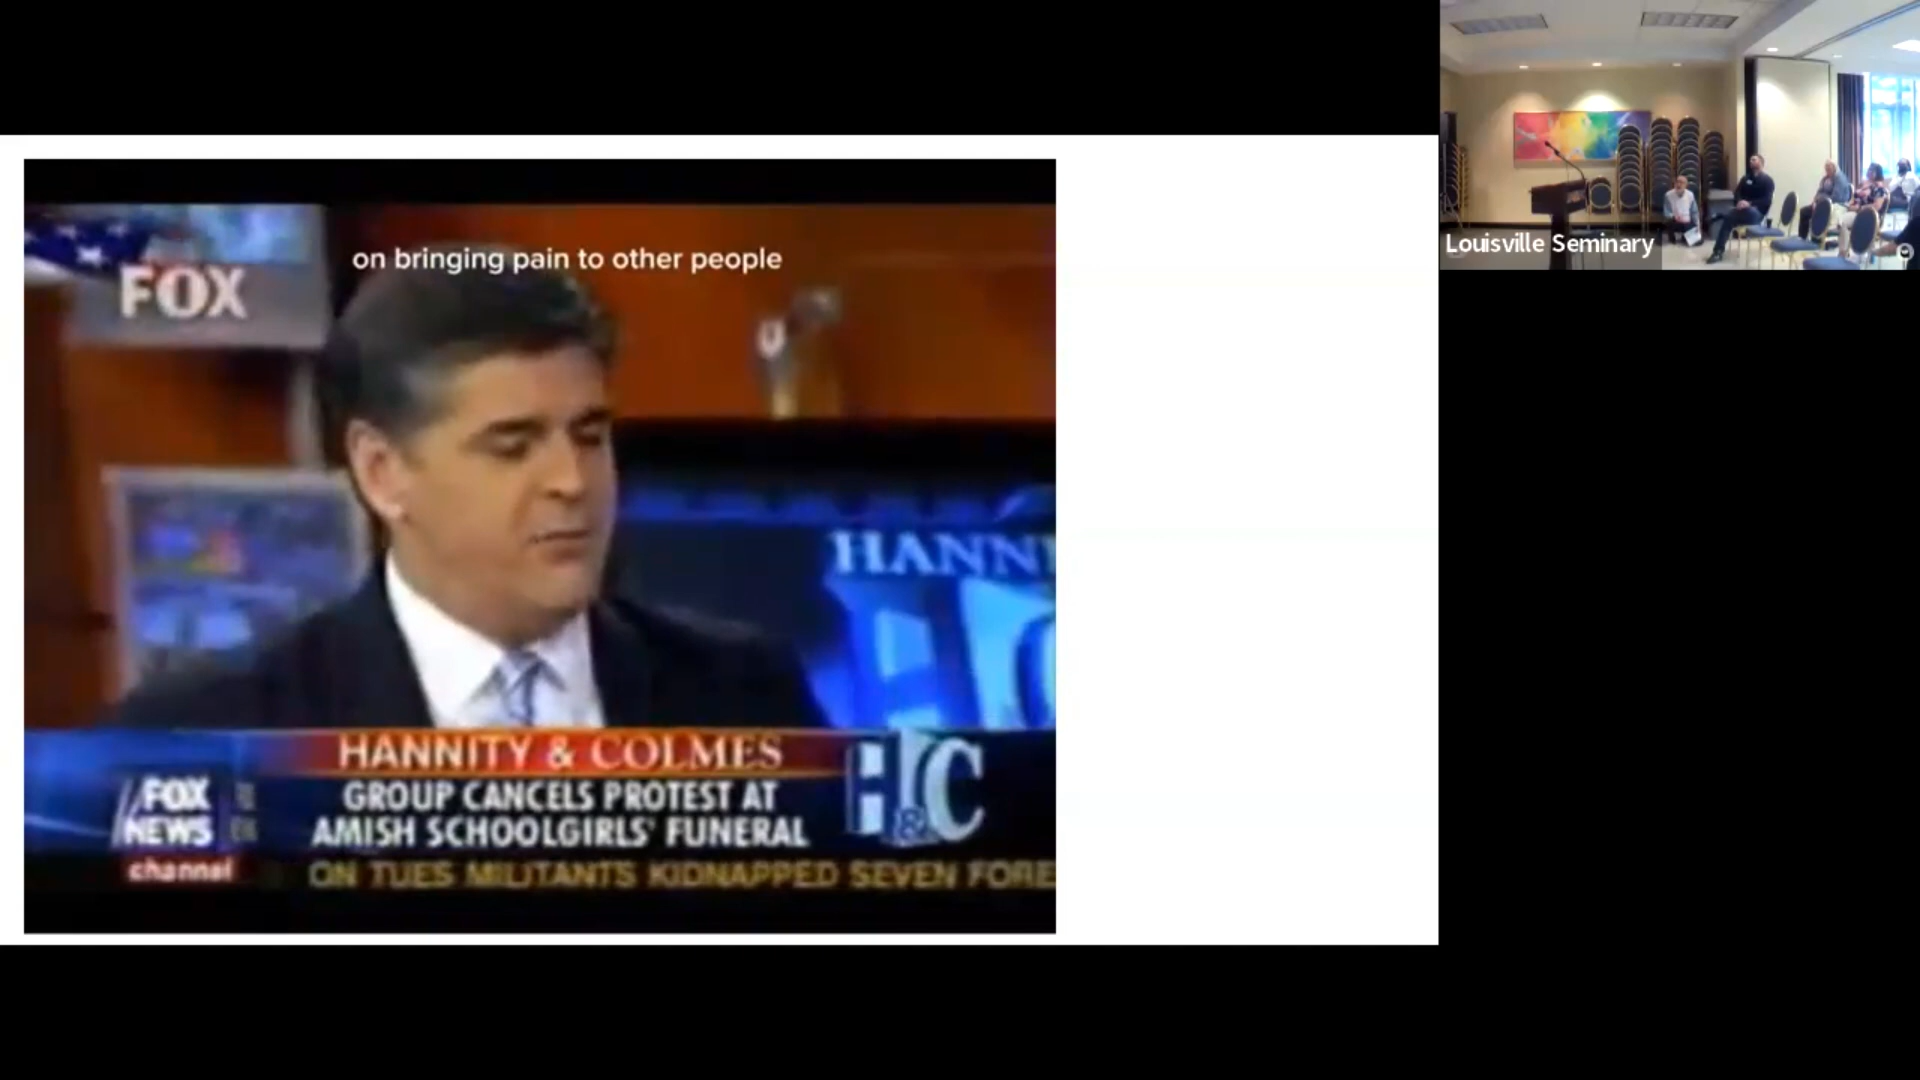 on bringing pain to other people
FOX
HANNI
HANNITY & COLMES
GROUP CANCELS PROTEST AT
AMISH SCHOOLGIRLS' FUNERAL
H&C
FOX
NEWS
channel
ON TUES MILITANTS KIDNAPPED SEVEN FORE
Louisville Seminary